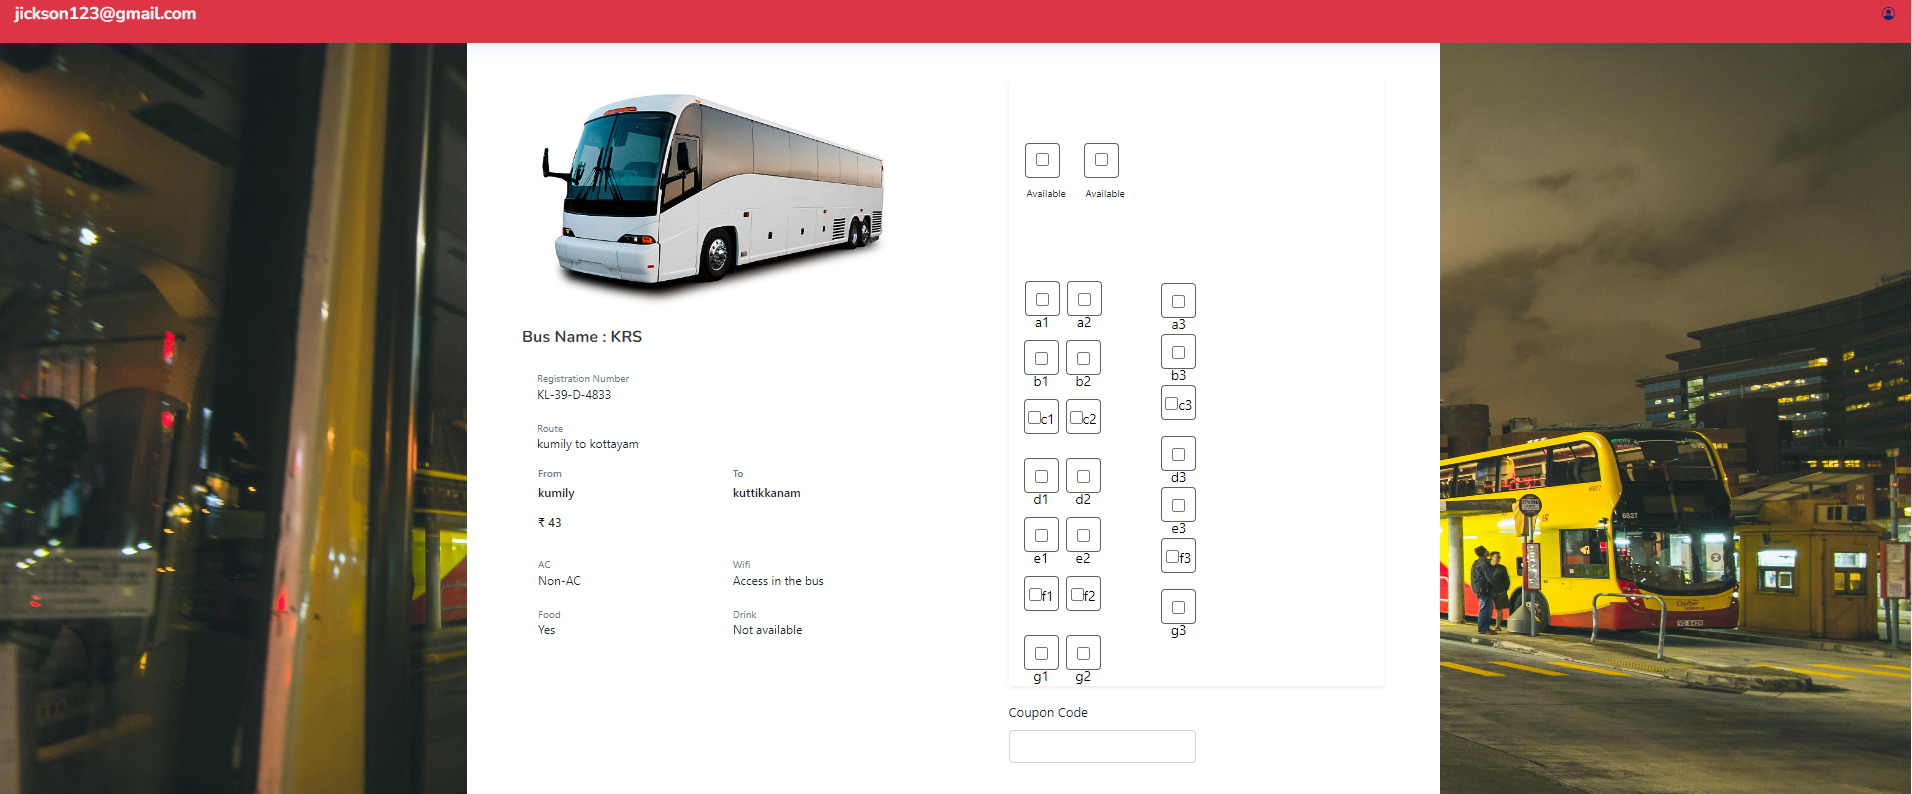 jickson123@gmail.com
Available Available
a1 a2 a3
b1 b2 b3
c1 c2 c3
d1 d2 d3
e1 e2 e3
f1 f2 f3
g1 g2 g3
Coupon Code
Bus Name : KRS
Registration Number
KL-39-D-4833
Route
kumily to kottayam
From To
kumily kuttikkanam
₹ 43
AC Wifi
Non-AC Access in the bus
Food Drink
Yes Not available
6827
6827